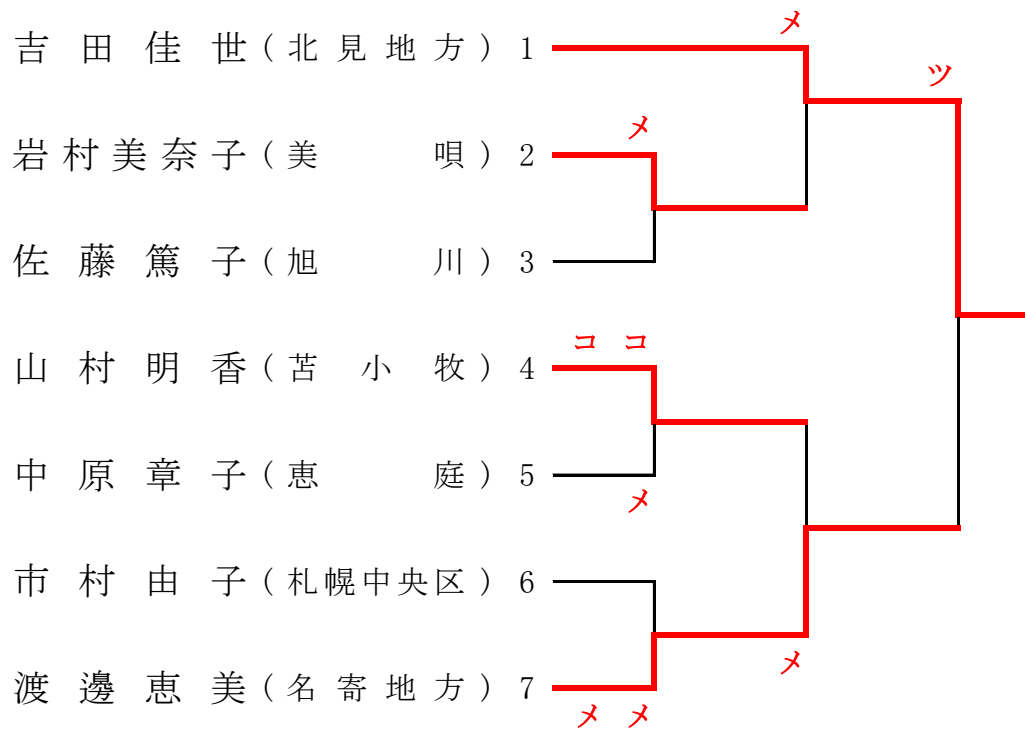 メ
吉田佳世(北見地方) 1
ツ
メ
岩村美奈子(美唄) 2
佐藤篤子(旭川) 3
コ コ
山村明香(苫小牧) 4
中原章子(恵庭) 5
メ
市村由子(札幌中央区) 6
メ
渡邊恵美(名寄地方) 7
メ メ